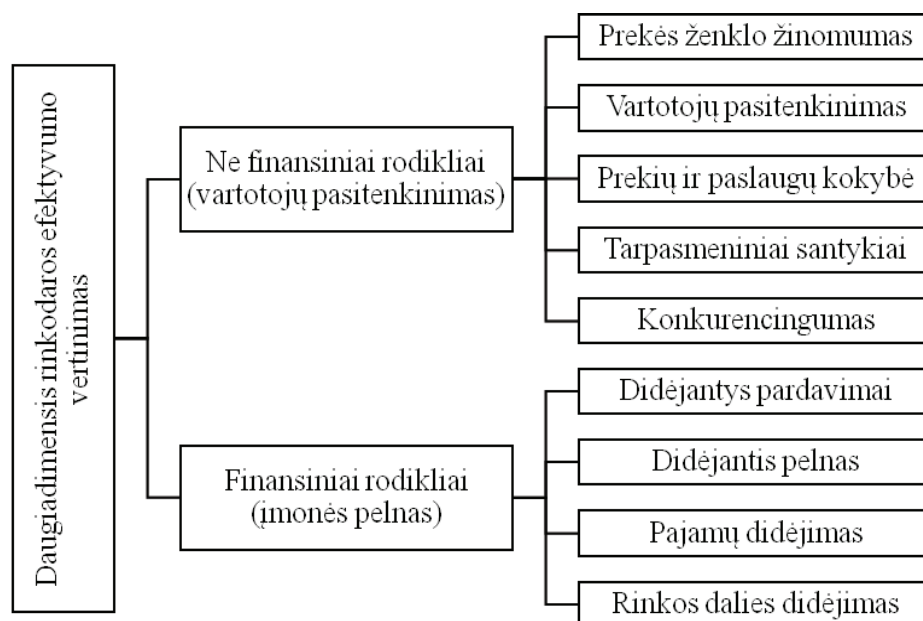 Daugiadimensis rinkodaros efektyvumo
vertinimas
Ne finansiniai rodikliai
(vartotojų pasitenkinimas)
Prekės ženklo žinomumas
Vartotojų pasitenkinimas
Prekių ir paslaugų kokybė
Tarpasmeniniai santykiai
Konkurencingumas
Finansiniai rodikliai
(įmonės pelnas)
Didėjantys pardavimai
Didėjantis pelnas
Pajamų didėjimas
Rinkos dalies didėjimas